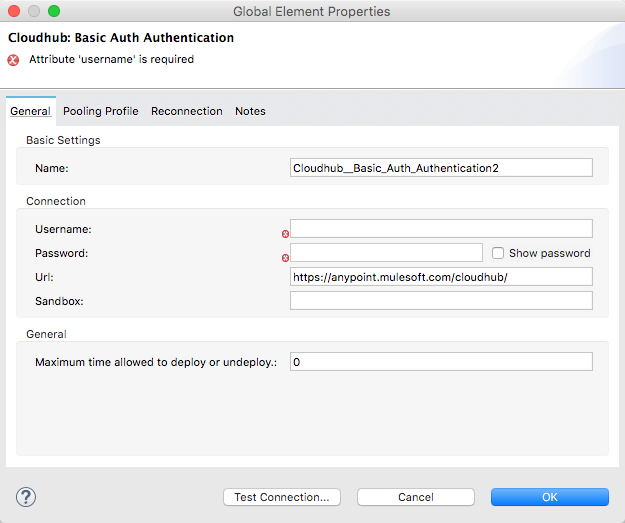 Global Element Properties
Cloudhub: Basic Auth Authentication
Attribute 'username' is required
General Pooling Profile Reconnection Notes
Basic Settings
Name: Cloudhub__Basic_Auth_Authentication2
Connection
Username:
Password: Show password
Url: https://anypoint.mulesoft.com/cloudhub/
Sandbox:
General
Maximum time allowed to deploy or undeploy.: 0
? Test Connection... Cancel OK